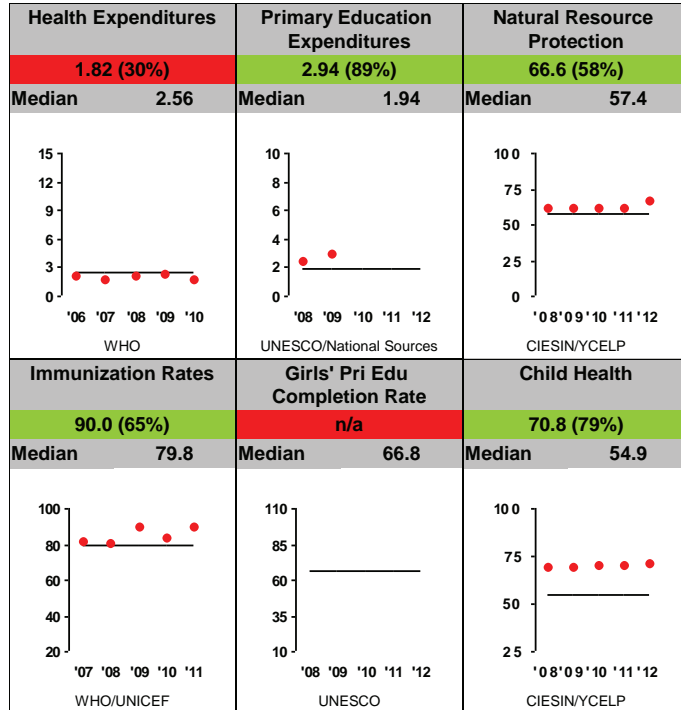 Health Expenditures
1.82 (30%)
Median 2.56
15
12
9
6
3
0
'06 '07 '08 '09 '10
WHO
Primary Education
Expenditures
2.94 (89%)
Median 1.94
10
8
6
4
2
0
'08 '09 '10 '11 '12
UNESCO/National Sources
Natural Resource
Protection
66.6 (58%)
Median 57.4
100
75
50
25
0
'08 '09 '10 '11 '12
CIESIN/YCELP
Immunization Rates
90.0 (65%)
Median 79.8
100
80
60
40
20
'07 '08 '09 '10 '11
WHO/UNICEF
Girls' Pri Edu
Completion Rate
n/a
Median 66.8
110
85
60
35
10
'08 '09 '10 '11 '12
UNESCO
Child Health
70.8 (79%)
Median 54.9
100
75
50
25
'08 '09 '10 '11 '12
CIESIN/YCELP